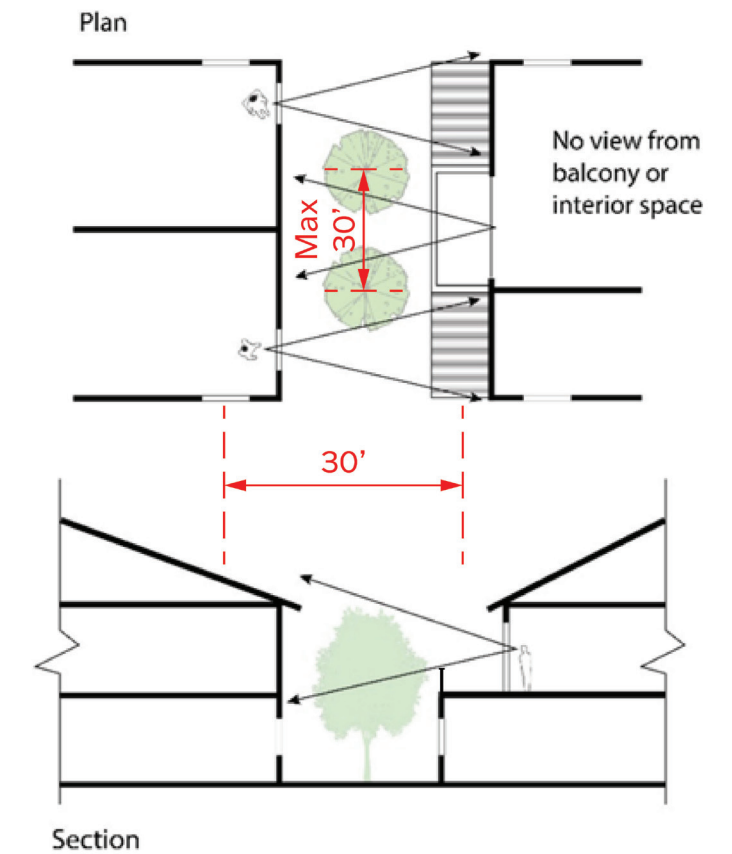 Plan
No view from
balcony or
interior space
Max
30’
30’
Section